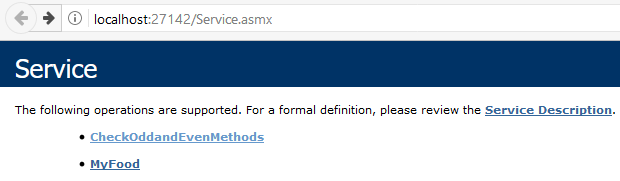 localhost:27142/Service.asmx
Service
The following operations are supported. For a formal definition, please review the Service Description.
CheckOddandEvenMethods
MyFood